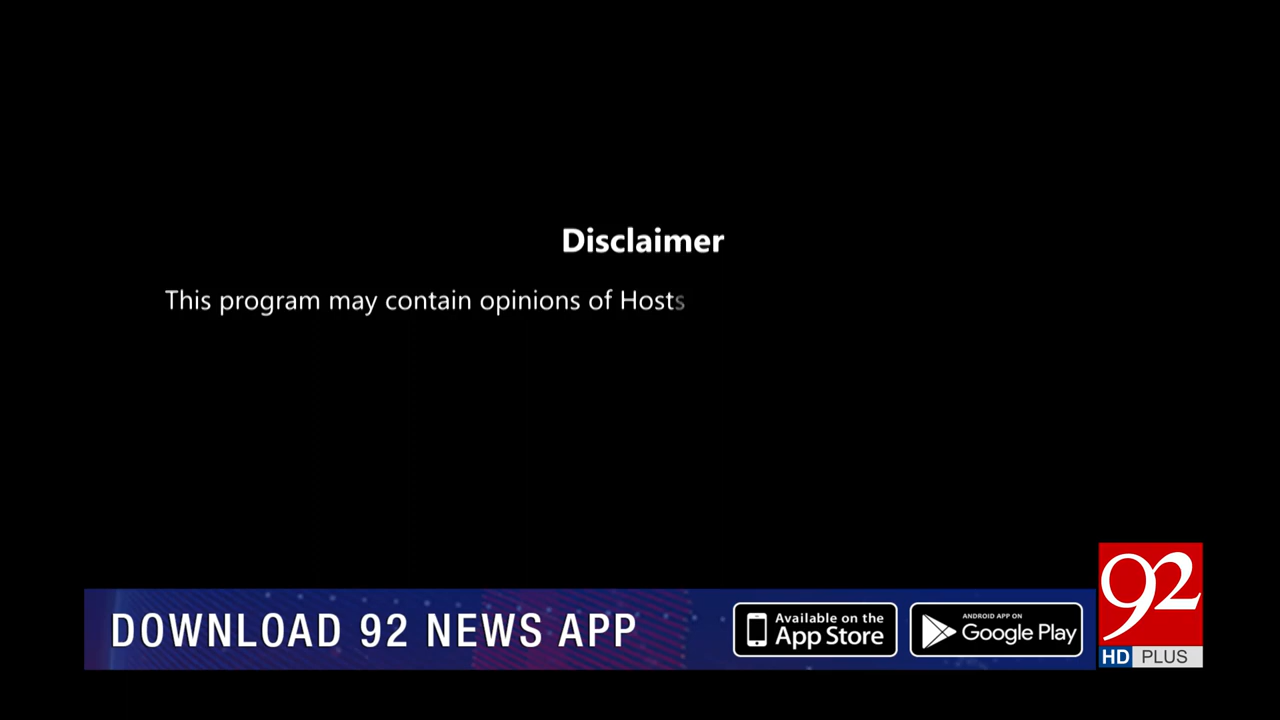 Disclaimer
This program may contain opinions of Hosts
DOWNLOAD 92 NEWS APP
Available on the
App Store
ANDROID APP ON
Google Play
92
HD PLUS